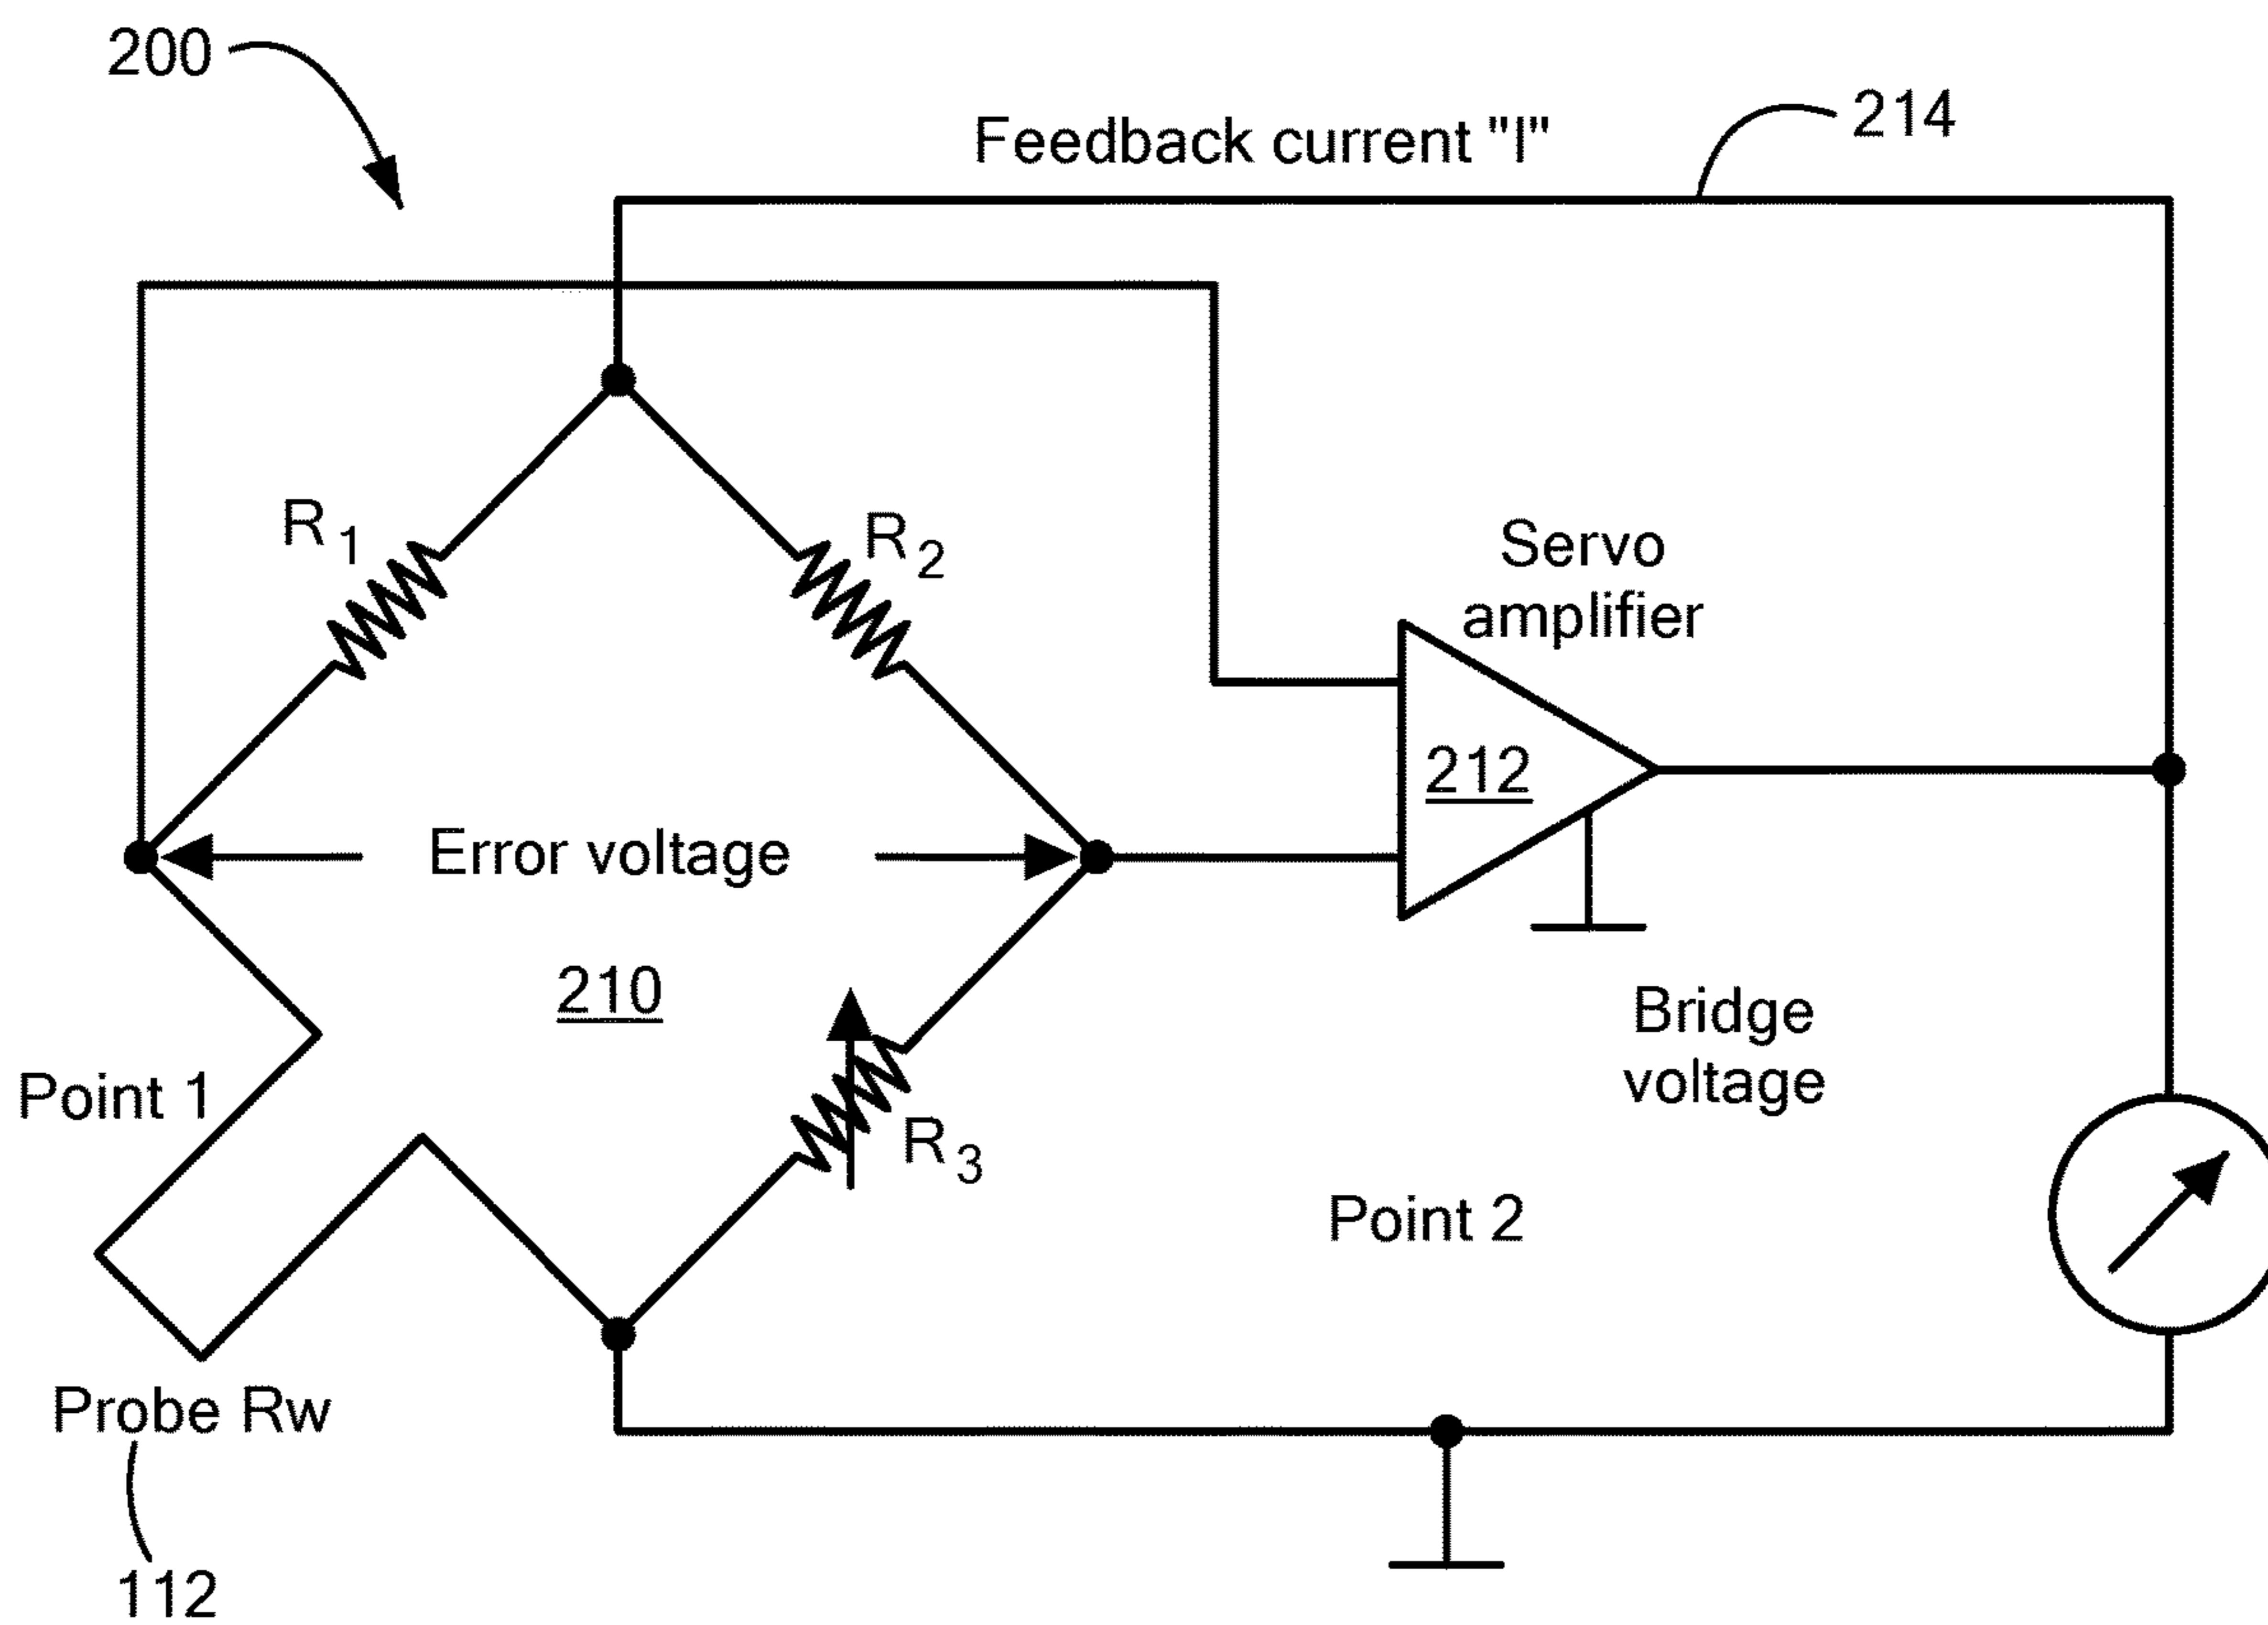 200
Feedback current "I"
214
R1
R2
Servo
amplifier
212
Error voltage
210
Bridge
voltage
Point 1
R3
Point 2
Probe Rw
112